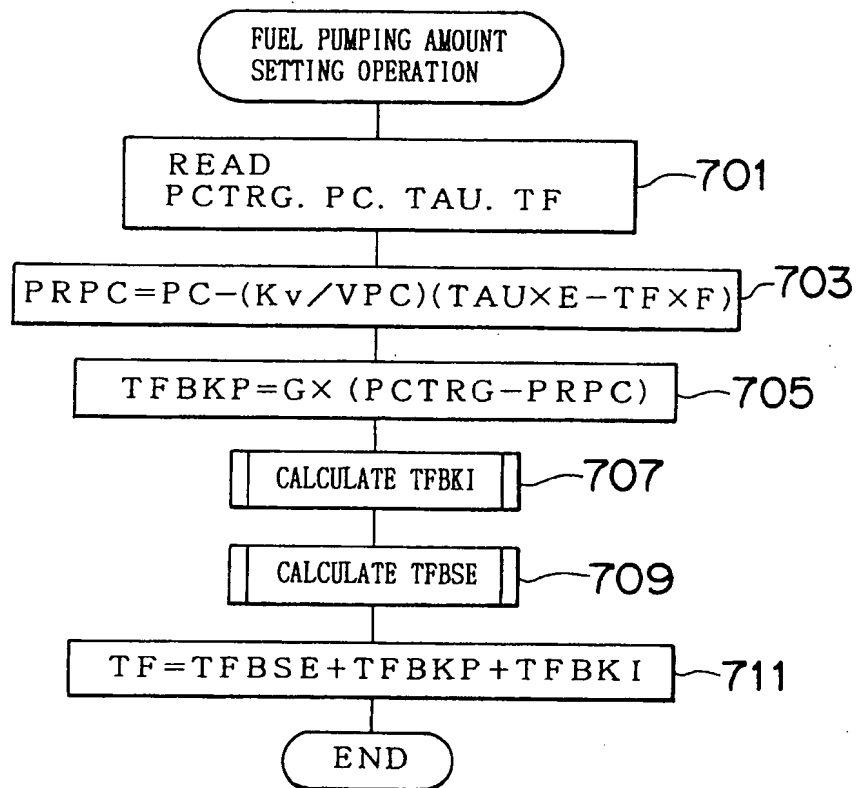 FUEL PUMPING AMOUNT
SETTING OPERATION
READ
PCTRG. PC. TAU. TF
701
PRPC=PC-(Kv/VPC)(TAU×E-TF×F)
703
TFBKP=G×(PCTRG-PRPC)
705
CALCULATE TFBKI
707
CALCULATE TFBSE
709
TF=TFBSE+TFBKP+TFBKI
711
END